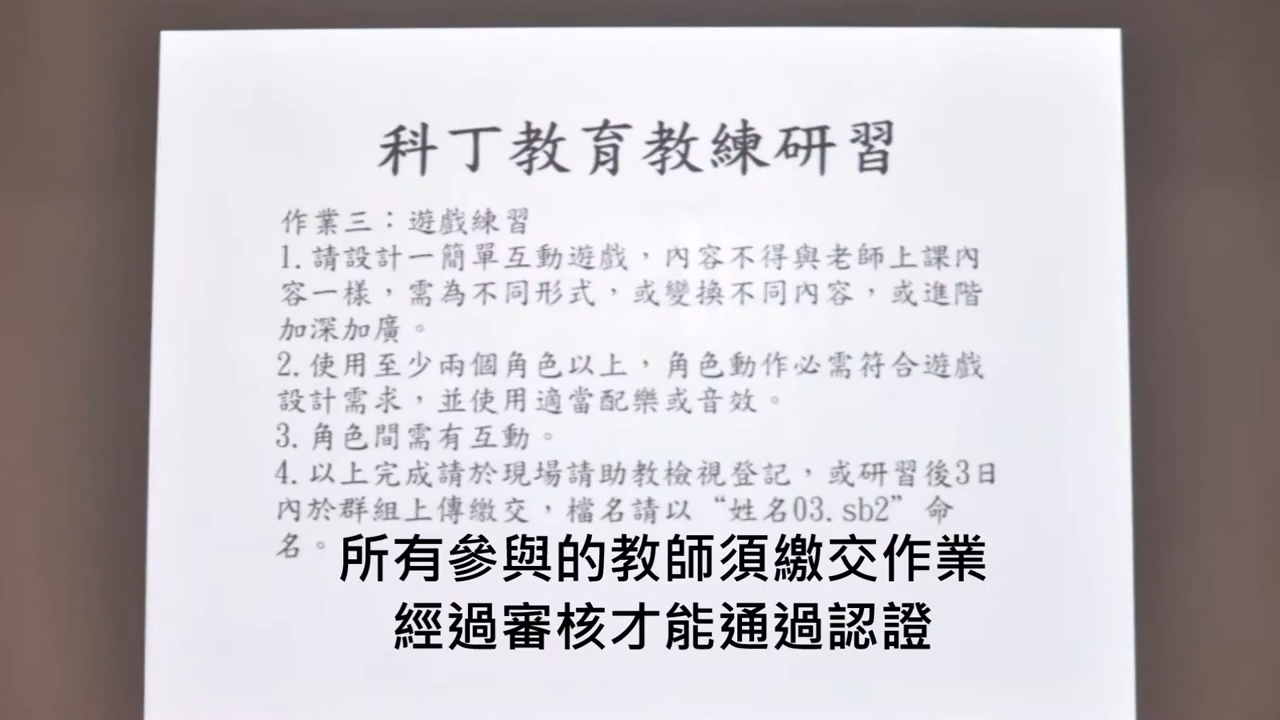 科丁教育教練研習
作業三：遊戲練習
1.請設計一簡單互動遊戲，內容不得與老師上課內
容一樣，需為不同形式，或變換不同內容，或進階
加深加廣。
2.使用至少兩個角色以上，角色動作必需符合遊戲
設計需求，並使用適當配樂或音效。
3.角色間需有互動。
4.以上完成請於現場請助教檢視登記，或研習後3日
內於群組上傳繳交，檔名請以“姓名03.sb2”命
名。
所有參與的教師須繳交作業
經過審核才能通過認證